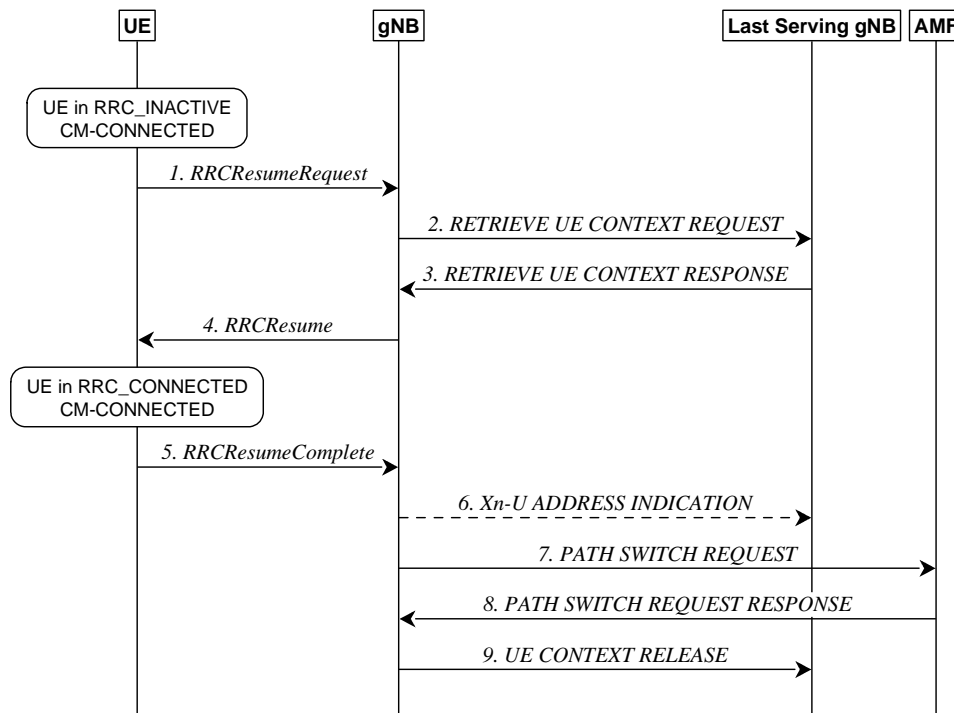 UE
gNB
Last Serving gNB
AMF
UE in RRC_INACTIVE
CM-CONNECTED
1. RRCResumeRequest
2. RETRIEVE UE CONTEXT REQUEST
3. RETRIEVE UE CONTEXT RESPONSE
4. RRCResume
UE in RRC_CONNECTED
CM-CONNECTED
5. RRCResumeComplete
6. Xn-U ADDRESS INDICATION
7. PATH SWITCH REQUEST
8. PATH SWITCH REQUEST RESPONSE
9. UE CONTEXT RELEASE